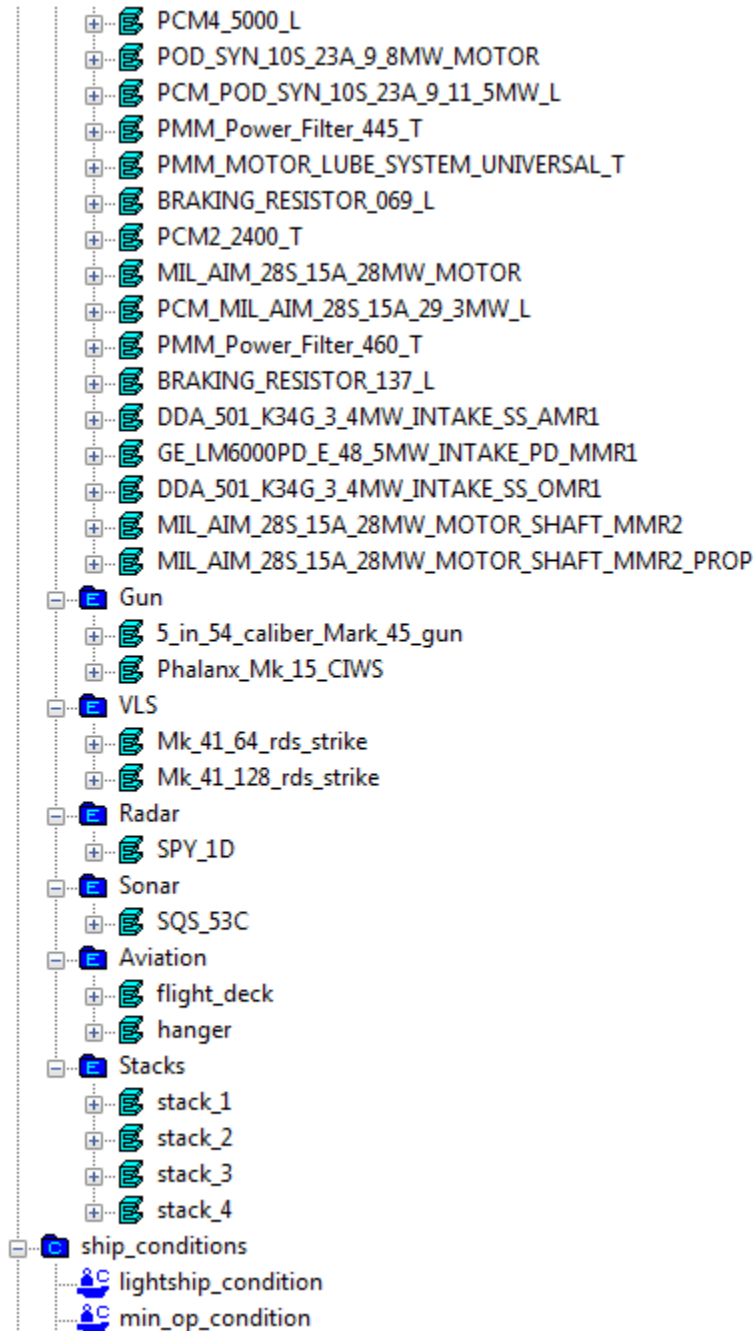 PCM4_5000_L
POD_SYN_10S_23A_9_8MW_MOTOR
PCM_POD_SYN_10S_23A_9_11_5MW_L
PMM_Power_Filter_445_T
PMM_MOTOR_LUBE_SYSTEM_UNIVERSAL_T
BRAKING_RESISTOR_069_L
PCM2_2400_T
MIL_AIM_28S_15A_28MW_MOTOR
PCM_MIL_AIM_28S_15A_29_3MW_L
PMM_Power_Filter_460_T
BRAKING_RESISTOR_137_L
DDA_501_K34G_3_4MW_INTAKE_SS_AMR1
GE_LM6000PD_E_48_5MW_INTAKE_PD_MMR1
DDA_501_K34G_3_4MW_INTAKE_SS_OMR1
MIL_AIM_28S_15A_28MW_MOTOR_SHAFT_MMR2
MIL_AIM_28S_15A_28MW_MOTOR_SHAFT_MMR2_PROP
E Gun
5_in_54_caliber_Mark_45_gun
Phalanx_Mk_15_CIWS
E VLS
Mk_41_64_rds_strike
Mk_41_128_rds_strike
E Radar
SPY_1D
E Sonar
SQS_53C
E Aviation
flight_deck
hanger
E Stacks
stack_1
stack_2
stack_3
stack_4
C ship_conditions
C lightship_condition
C min_op_condition